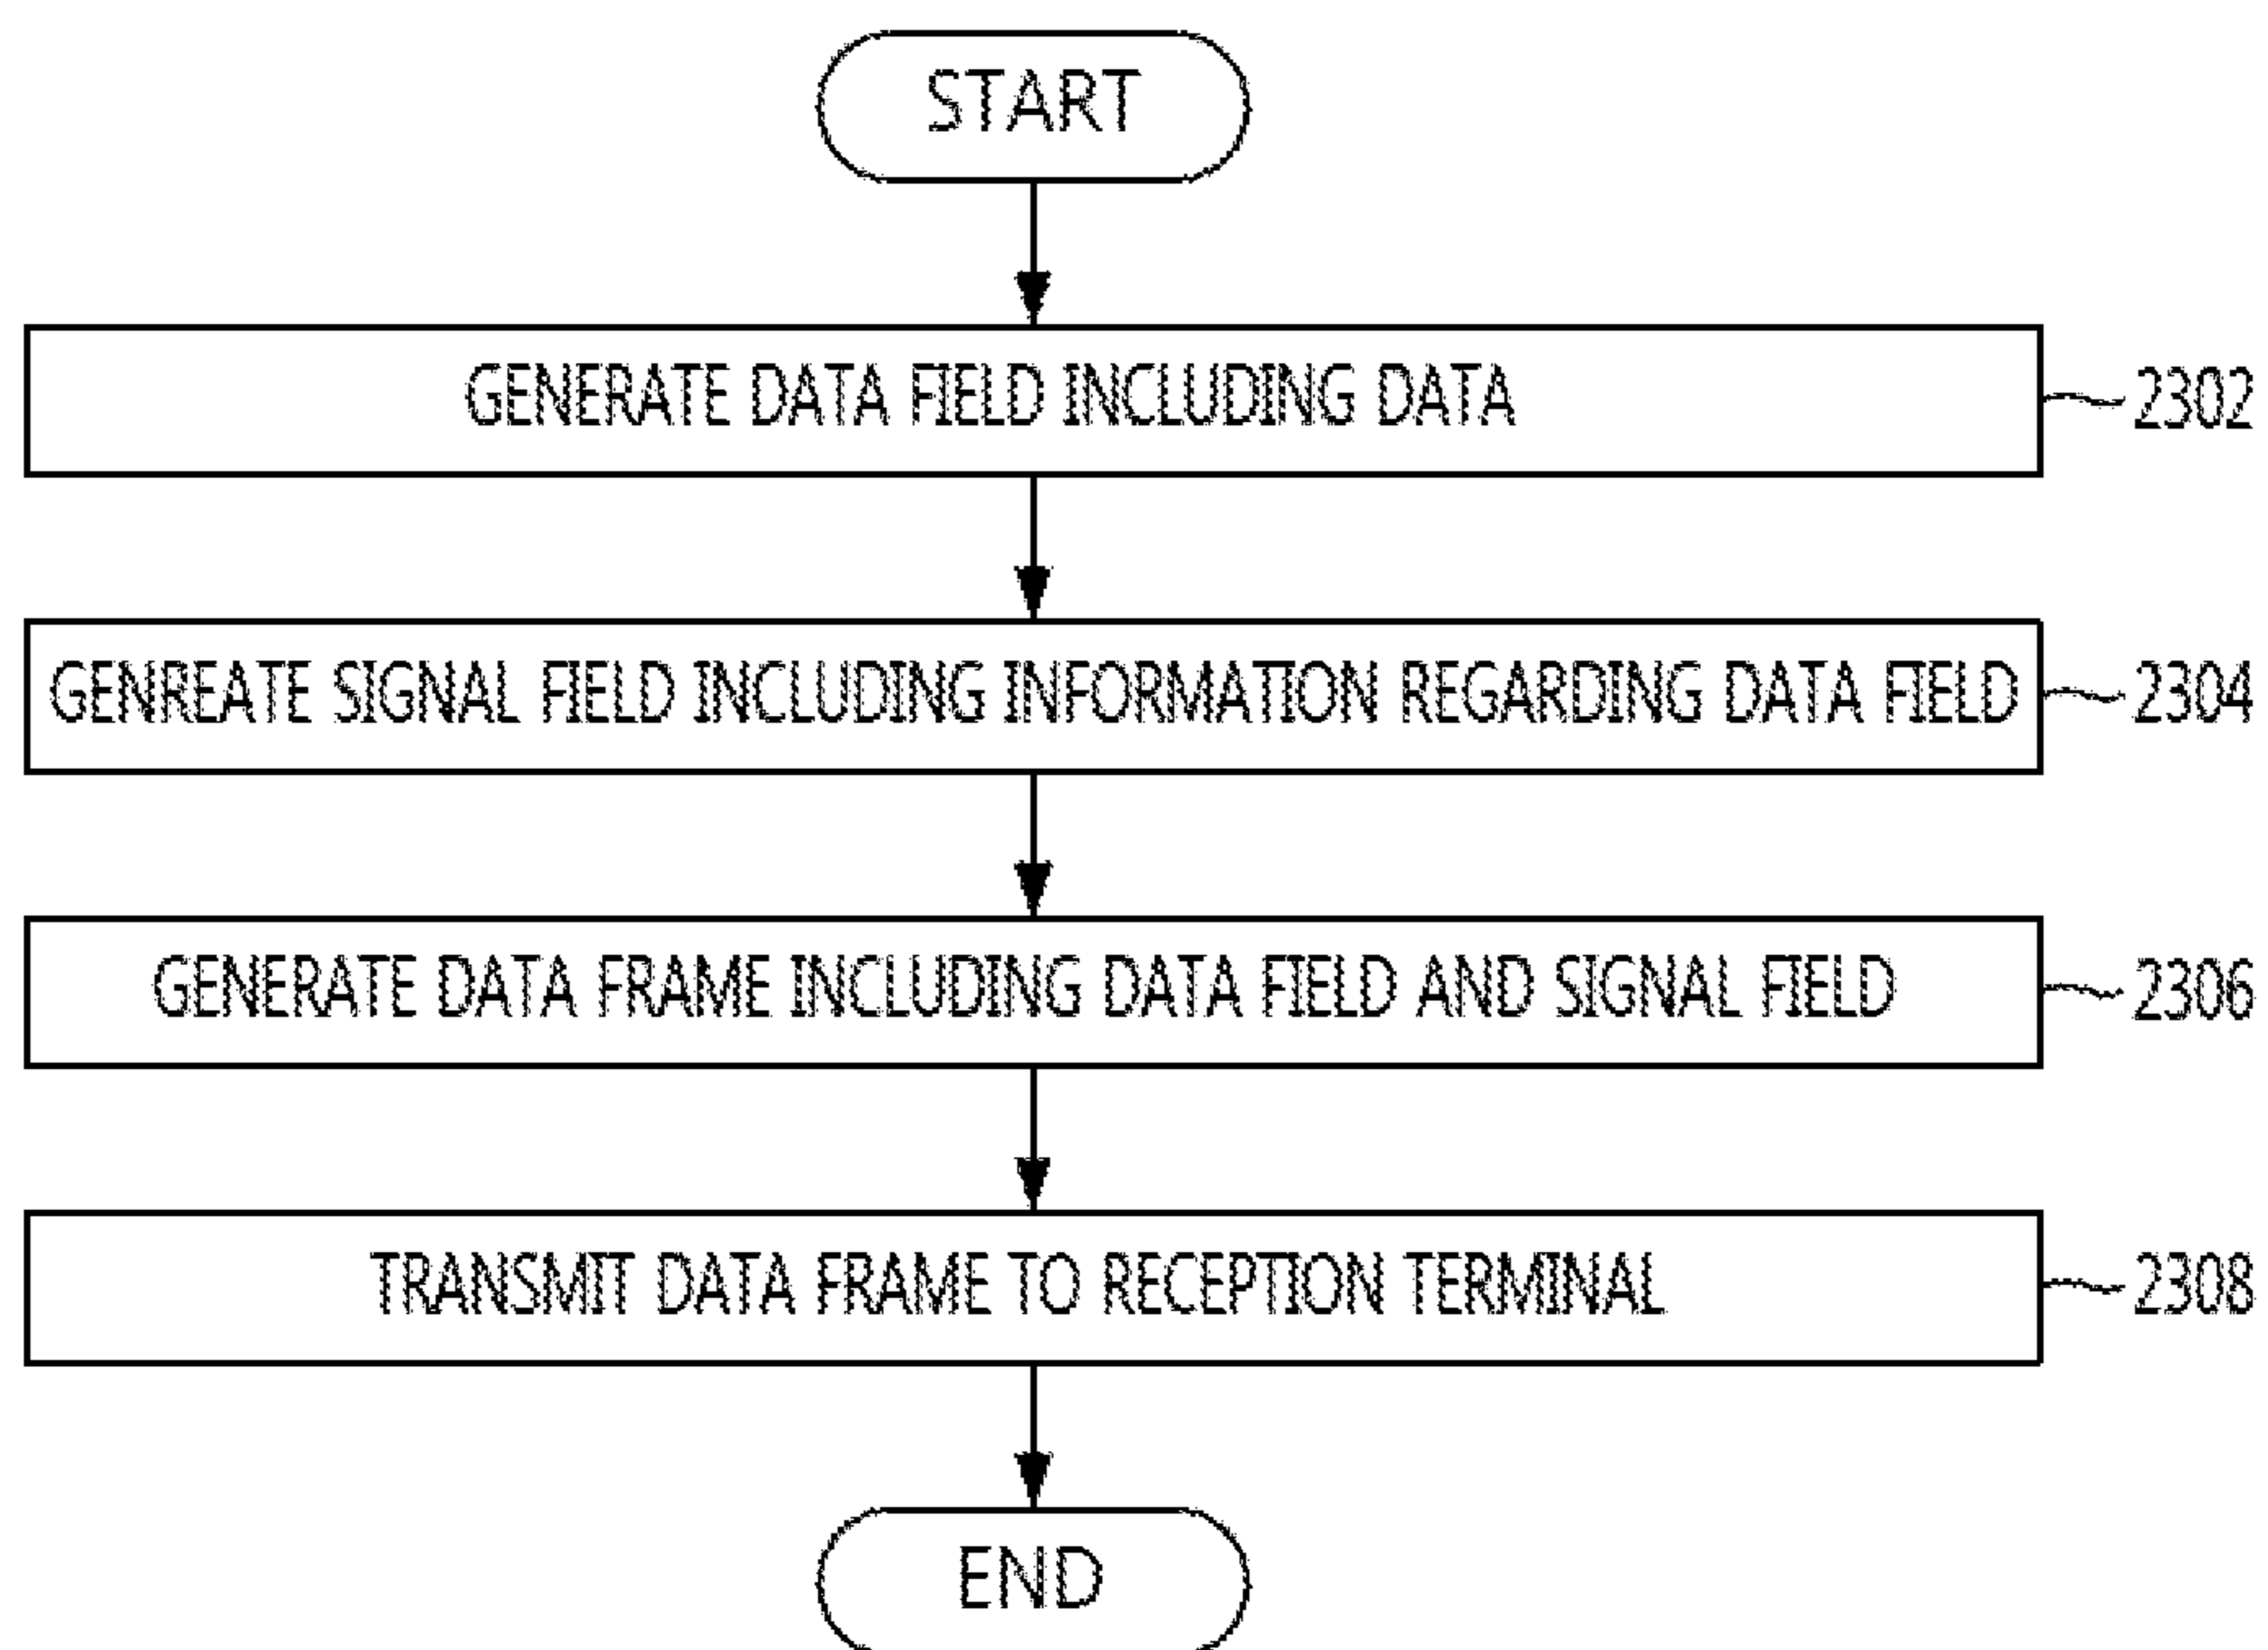 START
GENERATE DATA FIELD INCLUDING DATA
2302
GENREATE SIGNAL FIELD INCLUDING INFORMATION REGARDING DATA FIELD
2304
GENERATE DATA FRAME INCLUDING DATA FIELD AND SIGNAL FIELD
2306
TRANSMIT DATA FRAME TO RECEPTION TERMINAL
2308
END